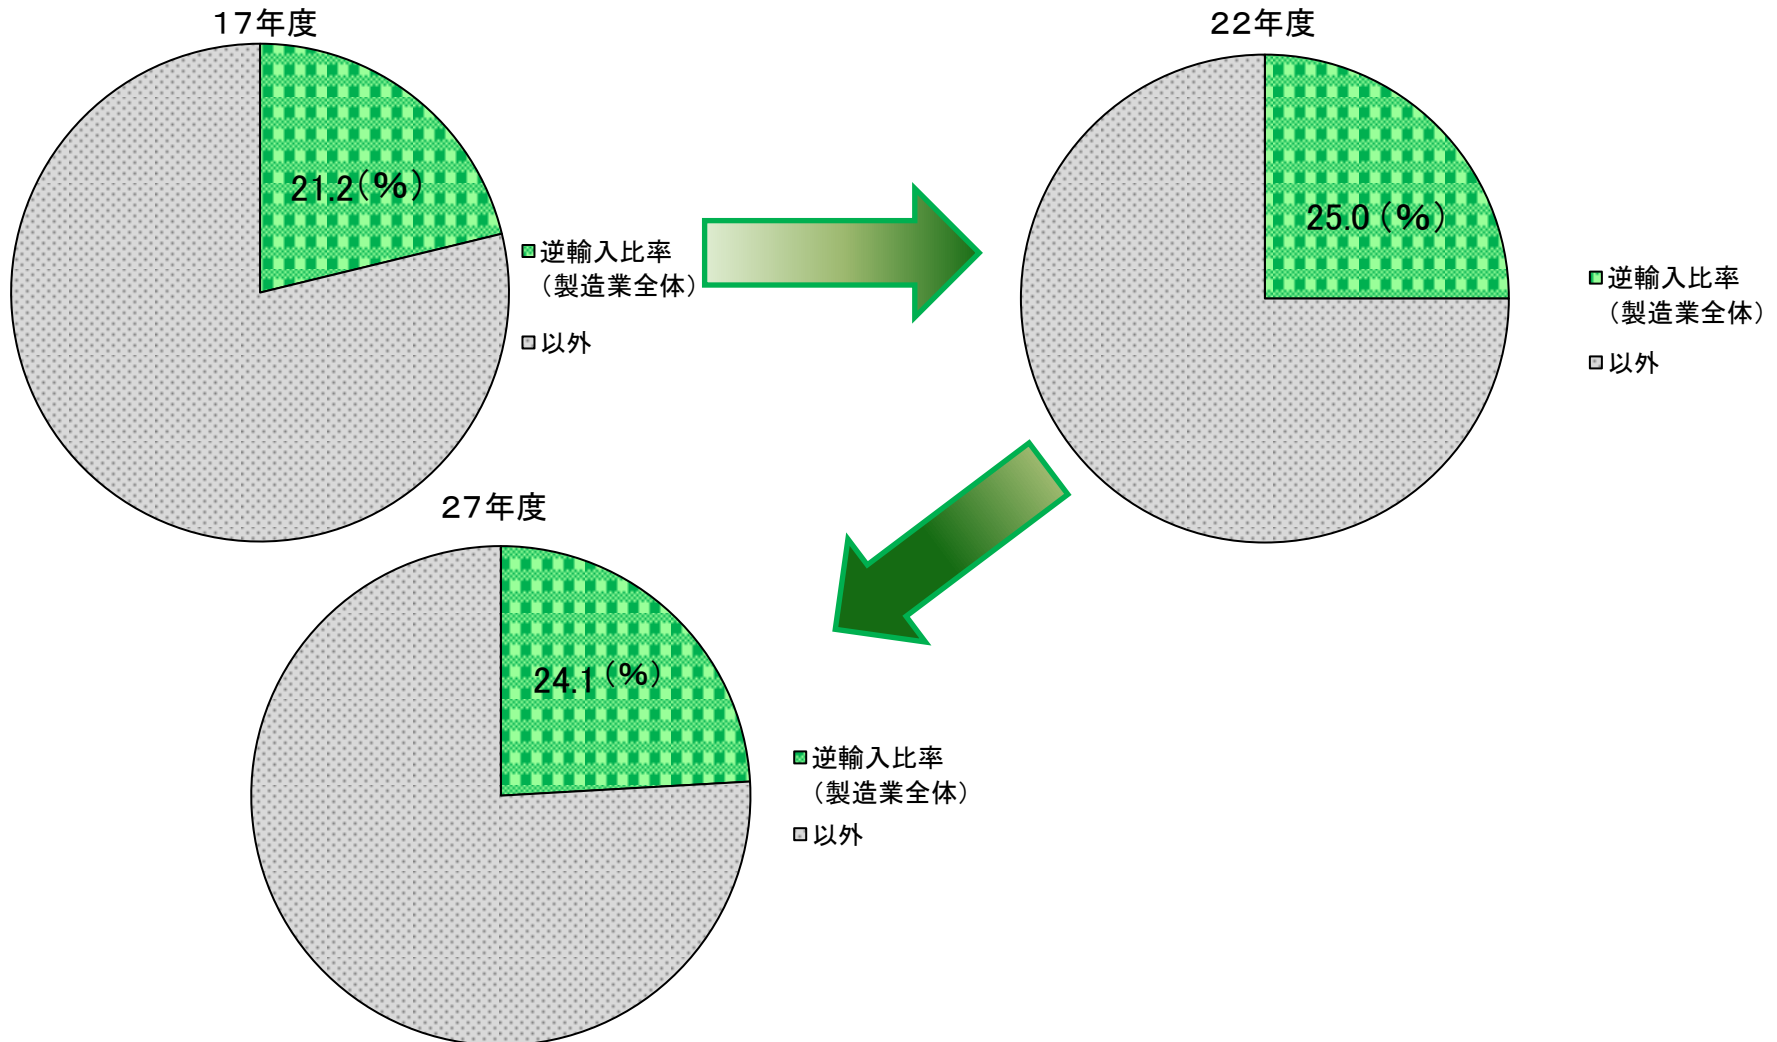 １７年度
21.2(％)
逆輸入比率
（製造業全体）
以外
２２年度
25.0（％）
逆輸入比率
（製造業全体）
以外
２７年度
24.1（％）
逆輸入比率
（製造業全体）
以外